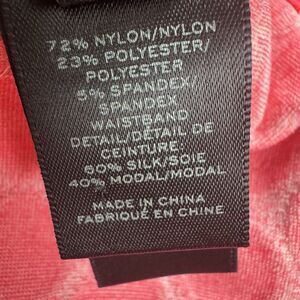 72% NYLON/NYLON
23% POLYESTER/
POLYESTER
5% SPANDEX/
SPANDEX
WAISTBAND
DETAIL/DÉTAIL DE
CEINTURE:
60% SILK/SOIE
40% MODAL/MODAL
MADE IN CHINA
FABRIQUÉ EN CHINE